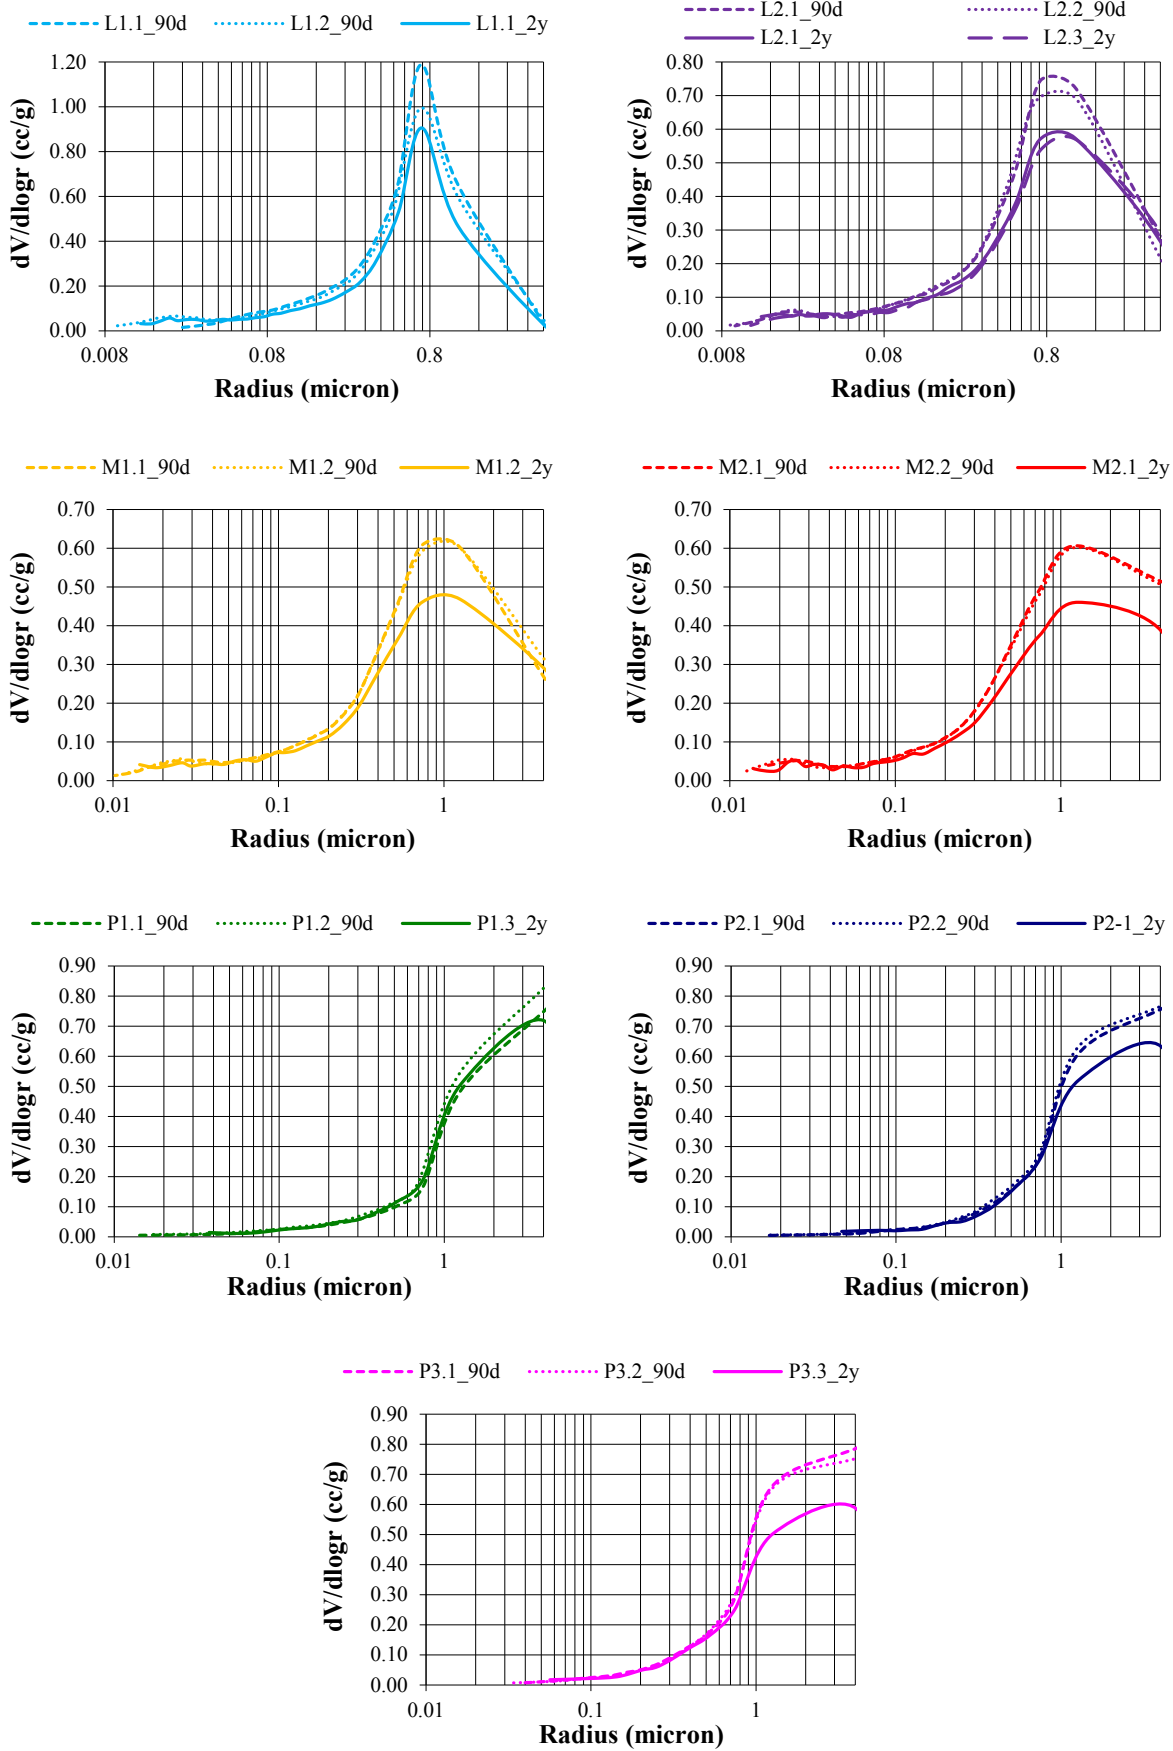 L1.1_90d L1.2_90d L1.1_2y
dV/dlogr (cc/g)
1.20
1.00
0.80
0.60
0.40
0.20
0.00
0.008 0.08 0.8
Radius (micron)
L2.1_90d L2.2_90d
L2.1_2y L2.3_2y
dV/dlogr (cc/g)
0.80
0.70
0.60
0.50
0.40
0.30
0.20
0.10
0.00
0.008 0.08 0.8
Radius (micron)
M1.1_90d M1.2_90d M1.2_2y
dV/dlogr (cc/g)
0.70
0.60
0.50
0.40
0.30
0.20
0.10
0.00
0.01 0.1 1
Radius (micron)
M2.1_90d M2.2_90d M2.1_2y
dV/dlogr (cc/g)
0.70
0.60
0.50
0.40
0.30
0.20
0.10
0.00
0.01 0.1 1
Radius (micron)
P1.1_90d P1.2_90d P1.3_2y
dV/dlogr (cc/g)
0.90
0.80
0.70
0.60
0.50
0.40
0.30
0.20
0.10
0.00
0.01 0.1 1
Radius (micron)
P2.1_90d P2.2_90d P2-1_2y
dV/dlogr (cc/g)
0.90
0.80
0.70
0.60
0.50
0.40
0.30
0.20
0.10
0.00
0.01 0.1 1
Radius (micron)
P3.1_90d P3.2_90d P3.3_2y
dV/dlogr (cc/g)
0.90
0.80
0.70
0.60
0.50
0.40
0.30
0.20
0.10
0.00
0.01 0.1 1
Radius (micron)